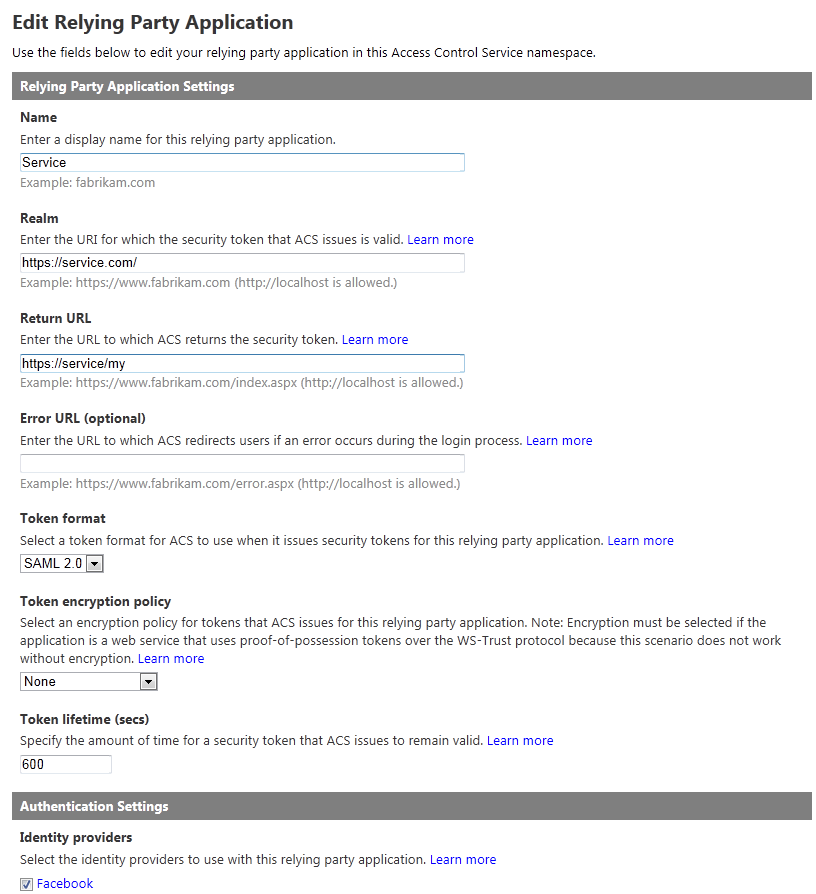 Edit Relying Party Application
Use the fields below to edit your relying party application in this Access Control Service namespace.
Relying Party Application Settings
Name
Enter a display name for this relying party application.
Service
Example: fabrikam.com
Realm
Enter the URI for which the security token that ACS issues is valid. Learn more
https://service.com/
Example: https://www.fabrikam.com (http://localhost is allowed.)
Return URL
Enter the URL to which ACS returns the security token. Learn more
https://service/my
Example: https://www.fabrikam.com/index.aspx (http://localhost is allowed.)
Error URL (optional)
Enter the URL to which ACS redirects users if an error occurs during the login process. Learn more
Example: https://www.fabrikam.com/error.aspx (http://localhost is allowed.)
Token format
Select a token format for ACS to use when it issues security tokens for this relying party application. Learn more
SAML 2.0
Token encryption policy
Select an encryption policy for tokens that ACS issues for this relying party application. Note: Encryption must be selected if the
application is a web service that uses proof-of-possession tokens over the WS-Trust protocol because this scenario does not work
without encryption. Learn more
None
Token lifetime (secs)
Specify the amount of time for a security token that ACS issues to remain valid. Learn more
600
Authentication Settings
Identity providers
Select the identity providers to use with this relying party application. Learn more
Facebook